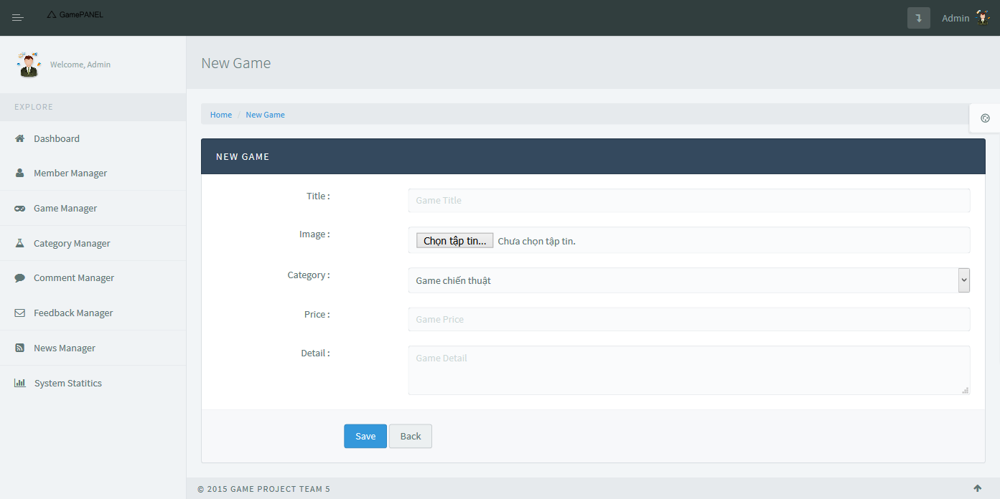 GamePANEL
Admin
Welcome, Admin
EXPLORE
Dashboard
Member Manager
Game Manager
Category Manager
Comment Manager
Feedback Manager
News Manager
System Statitics
New Game
Home / New Game
NEW GAME
Title :
Game Title
Image :
Chọn tập tin... Chưa chọn tập tin.
Category :
Game chiến thuật
Price :
Game Price
Detail :
Game Detail
Save Back
© 2015 GAME PROJECT TEAM 5